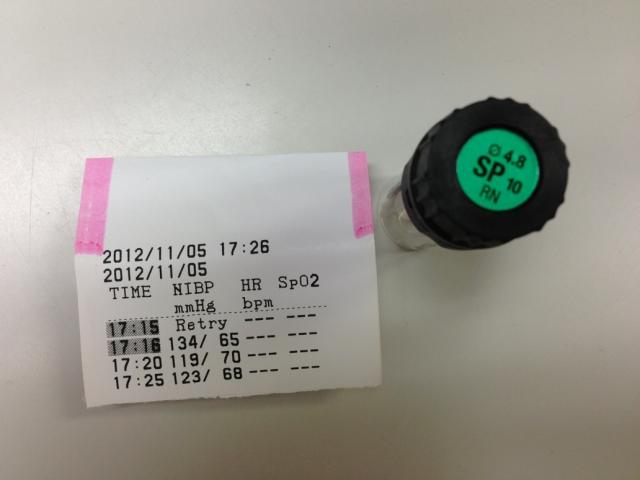 2012/11/05 17:26
2012/11/05
TIME NIBP HR SpO2
mmHg bpm
17:15 Retry --- ---
17:16 134/ 65 --- ---
17:20 119/ 70 --- ---
17:25 123/ 68 --- ---
Ø 4.8
SP 10
RN